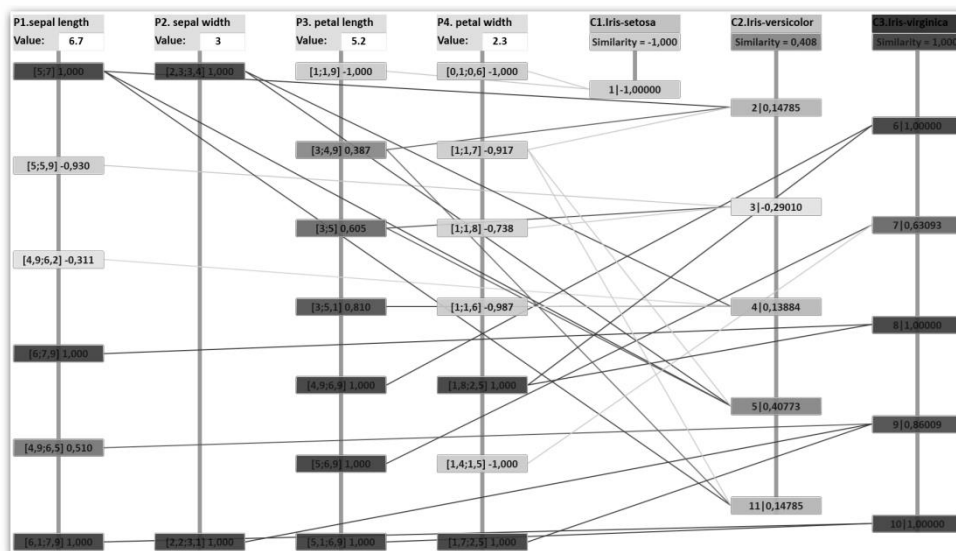 P1.sepal length
P2. sepal width
P3. petal length
P4. petal width
C1.Iris-setosa
C2.Iris-versicolor
C3.Iris-virginica
Value: 6.7
Value: 3
Value: 5.2
Value: 2.3
Similarity = -1,000
Similarity = 0,408
Similarity = 1,000
[5;7] 1,000
[2,3;3,4] 1,000
[1;1,9] -1,000
[0,1;0,6] -1,000
1|-1,00000
2|0,14785
6|1,00000
[3;4,9] 0,387
[1;1,7] -0,917
[5;5,9] -0,930
3|-0,29010
[3;5] 0,605
[1;1,8] -0,738
7|0,63093
[4,9;6,2] -0,311
[3;5,1] 0,810
[1;1,6] -0,987
4|0,13884
8|1,00000
[6;7,9] 1,000
[4,9;6,9] 1,000
[1,8;2,5] 1,000
5|0,40773
9|0,86009
[4,9;6,5] 0,510
[5;6,9] 1,000
[1,4;1,5] -1,000
11|0,14785
10|1,00000
[6,1;7,9] 1,000
[2,2;3,1] 1,000
[5,1;6,9] 1,000
[1,7;2,5] 1,000